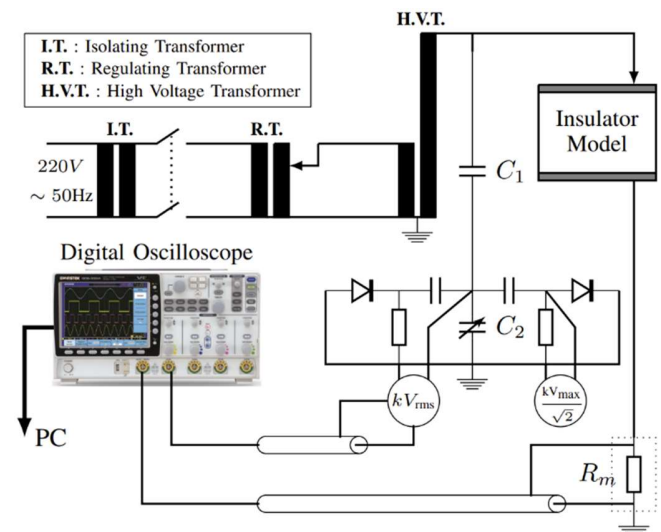 H.V.T.
I.T. : Isolating Transformer
R.T. : Regulating Transformer
H.V.T. : High Voltage Transformer
I.T.
R.T.
220V
~ 50Hz
Insulator
Model
C₁
Digital Oscilloscope
C₂
kVrms
kVmax
√2
PC
Rm